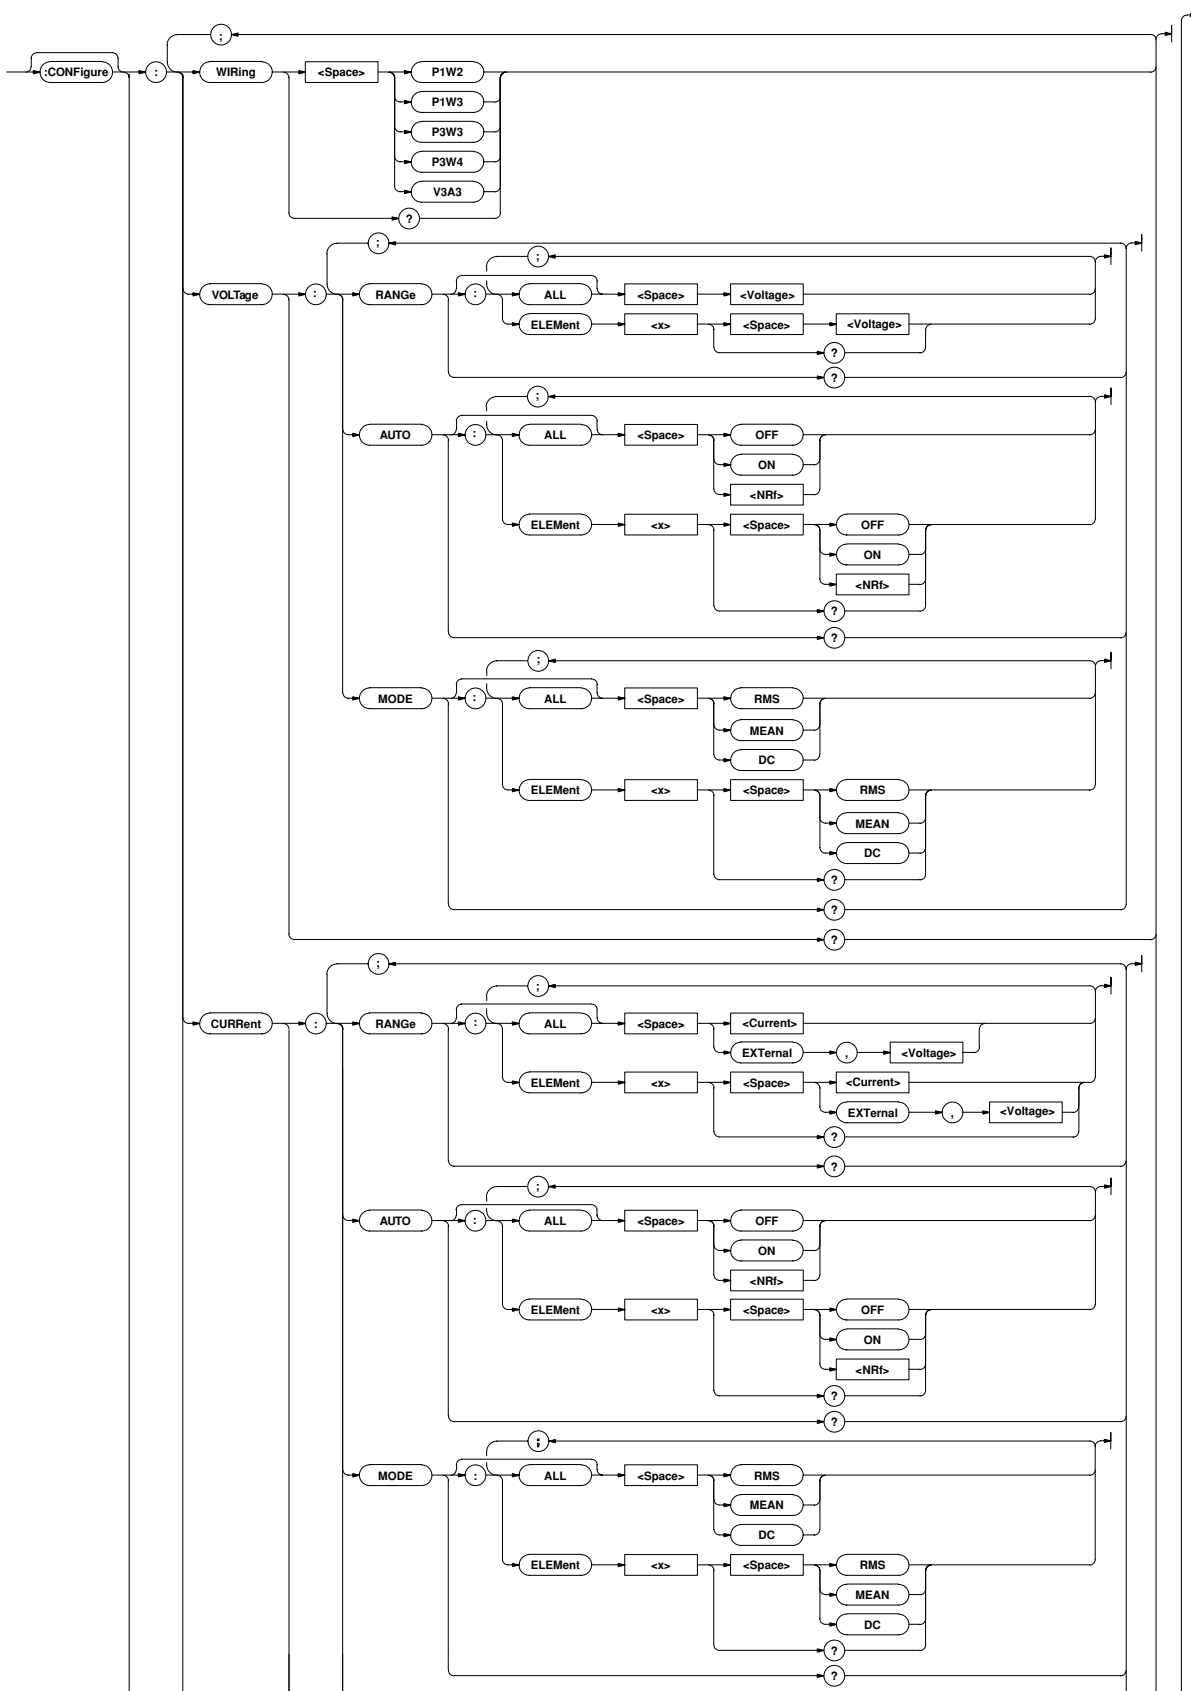 ;
:CONFigure : WIRing <Space> P1W2
P1W3
P3W3
P3W4
V3A3
?
;
;
VOLTage : RANGe : ALL <Space> <Voltage>
ELEMent <x> <Space> <Voltage>
?
?
;
AUTO : ALL <Space> OFF
ON
<NRf>
ELEMent <x> <Space> OFF
ON
<NRf>
?
?
;
MODE : ALL <Space> RMS
MEAN
DC
ELEMent <x> <Space> RMS
MEAN
DC
?
?
?
;
;
CURRent : RANGe : ALL <Space> <Current>
EXTernal , <Voltage>
ELEMent <x> <Space> <Current>
EXTernal , <Voltage>
?
?
;
AUTO : ALL <Space> OFF
ON
<NRf>
ELEMent <x> <Space> OFF
ON
<NRf>
?
?
;
MODE : ALL <Space> RMS
MEAN
DC
ELEMent <x> <Space> RMS
MEAN
DC
?
?